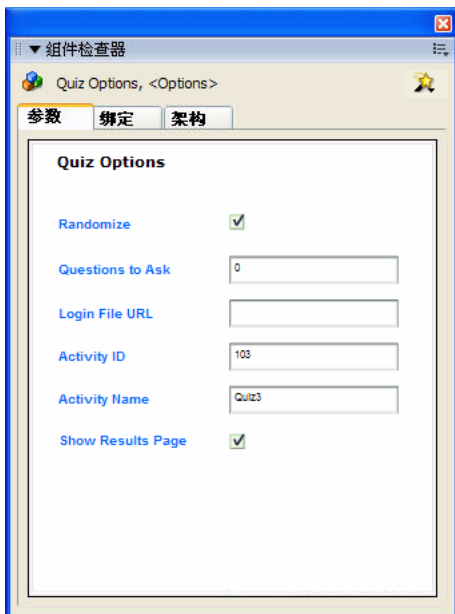 组件检查器
Quiz Options, <Options>
参数 绑定 架构
Quiz Options
Randomize
Questions to Ask 0
Login File URL
Activity ID 103
Activity Name Quiz3
Show Results Page